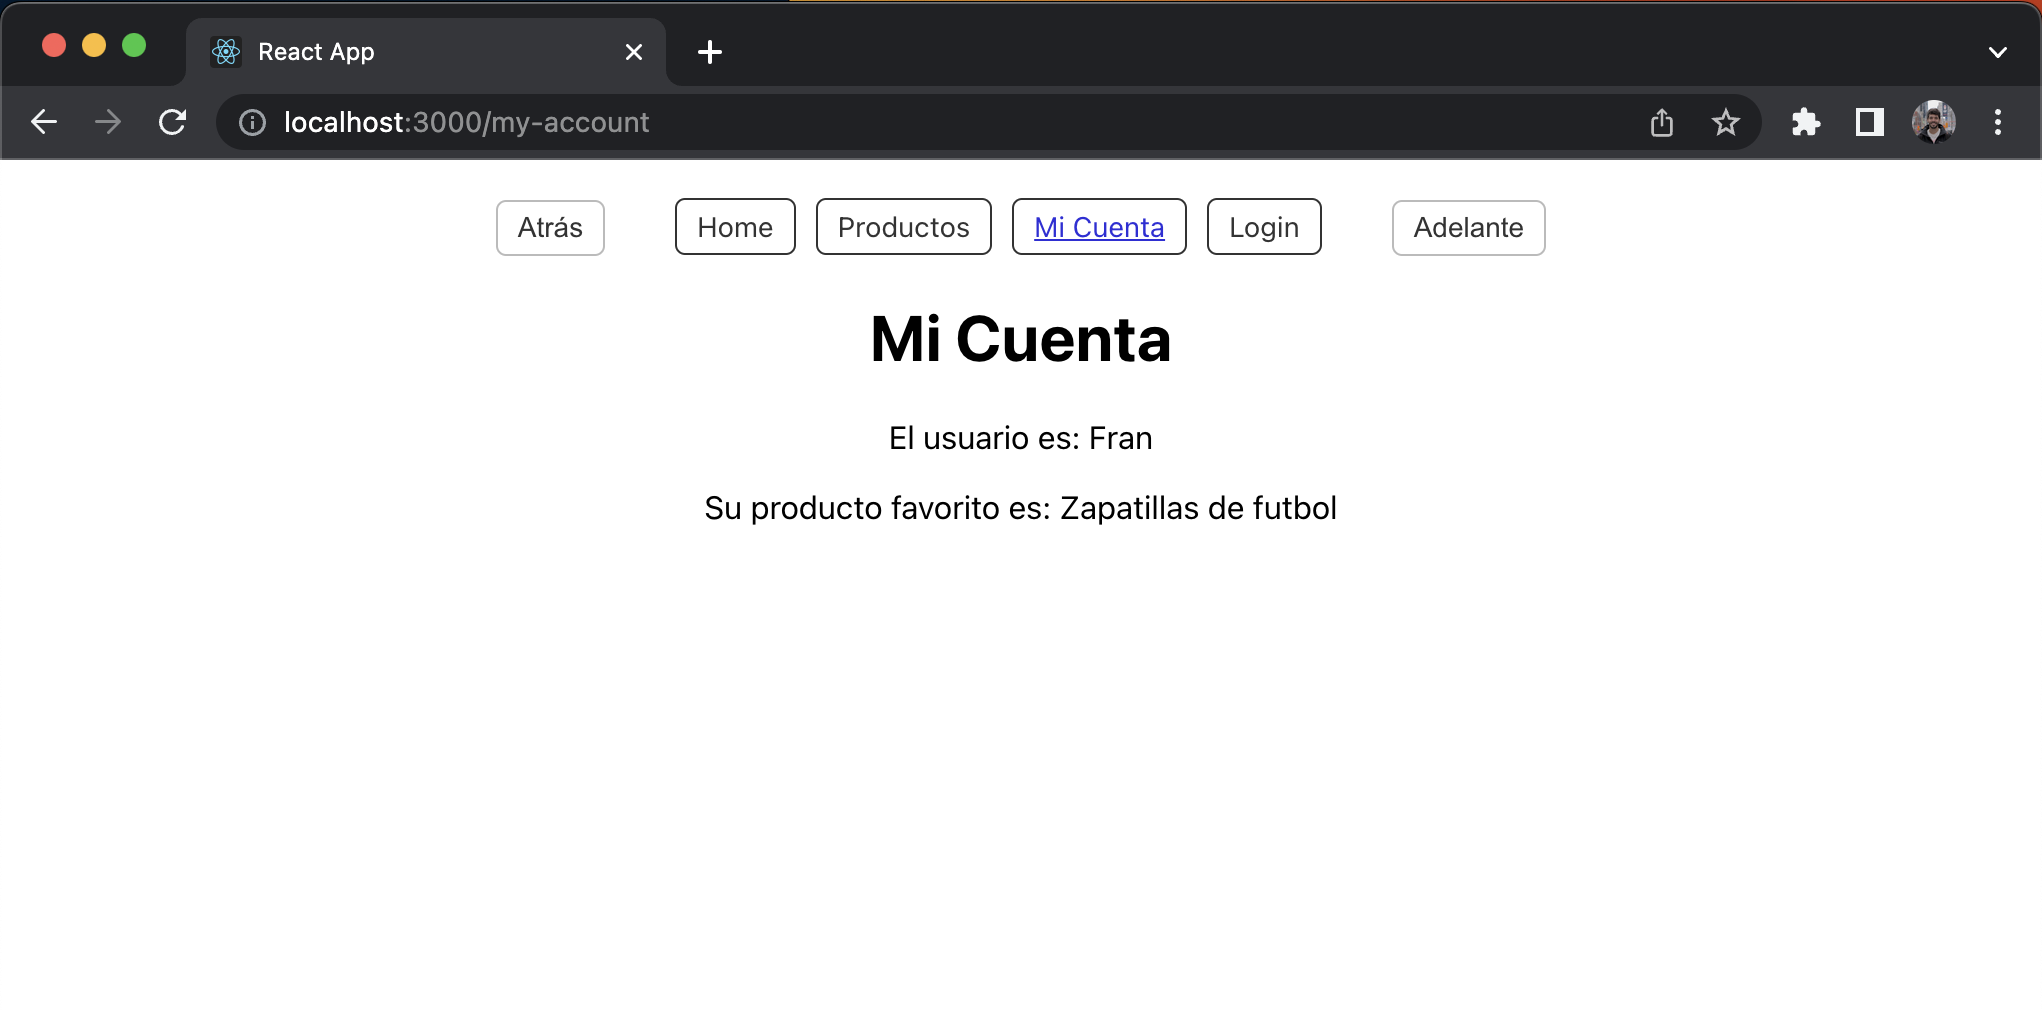 React App
localhost:3000/my-account
Atrás Home Productos Mi Cuenta Login Adelante
Mi Cuenta
El usuario es: Fran
Su producto favorito es: Zapatillas de futbol